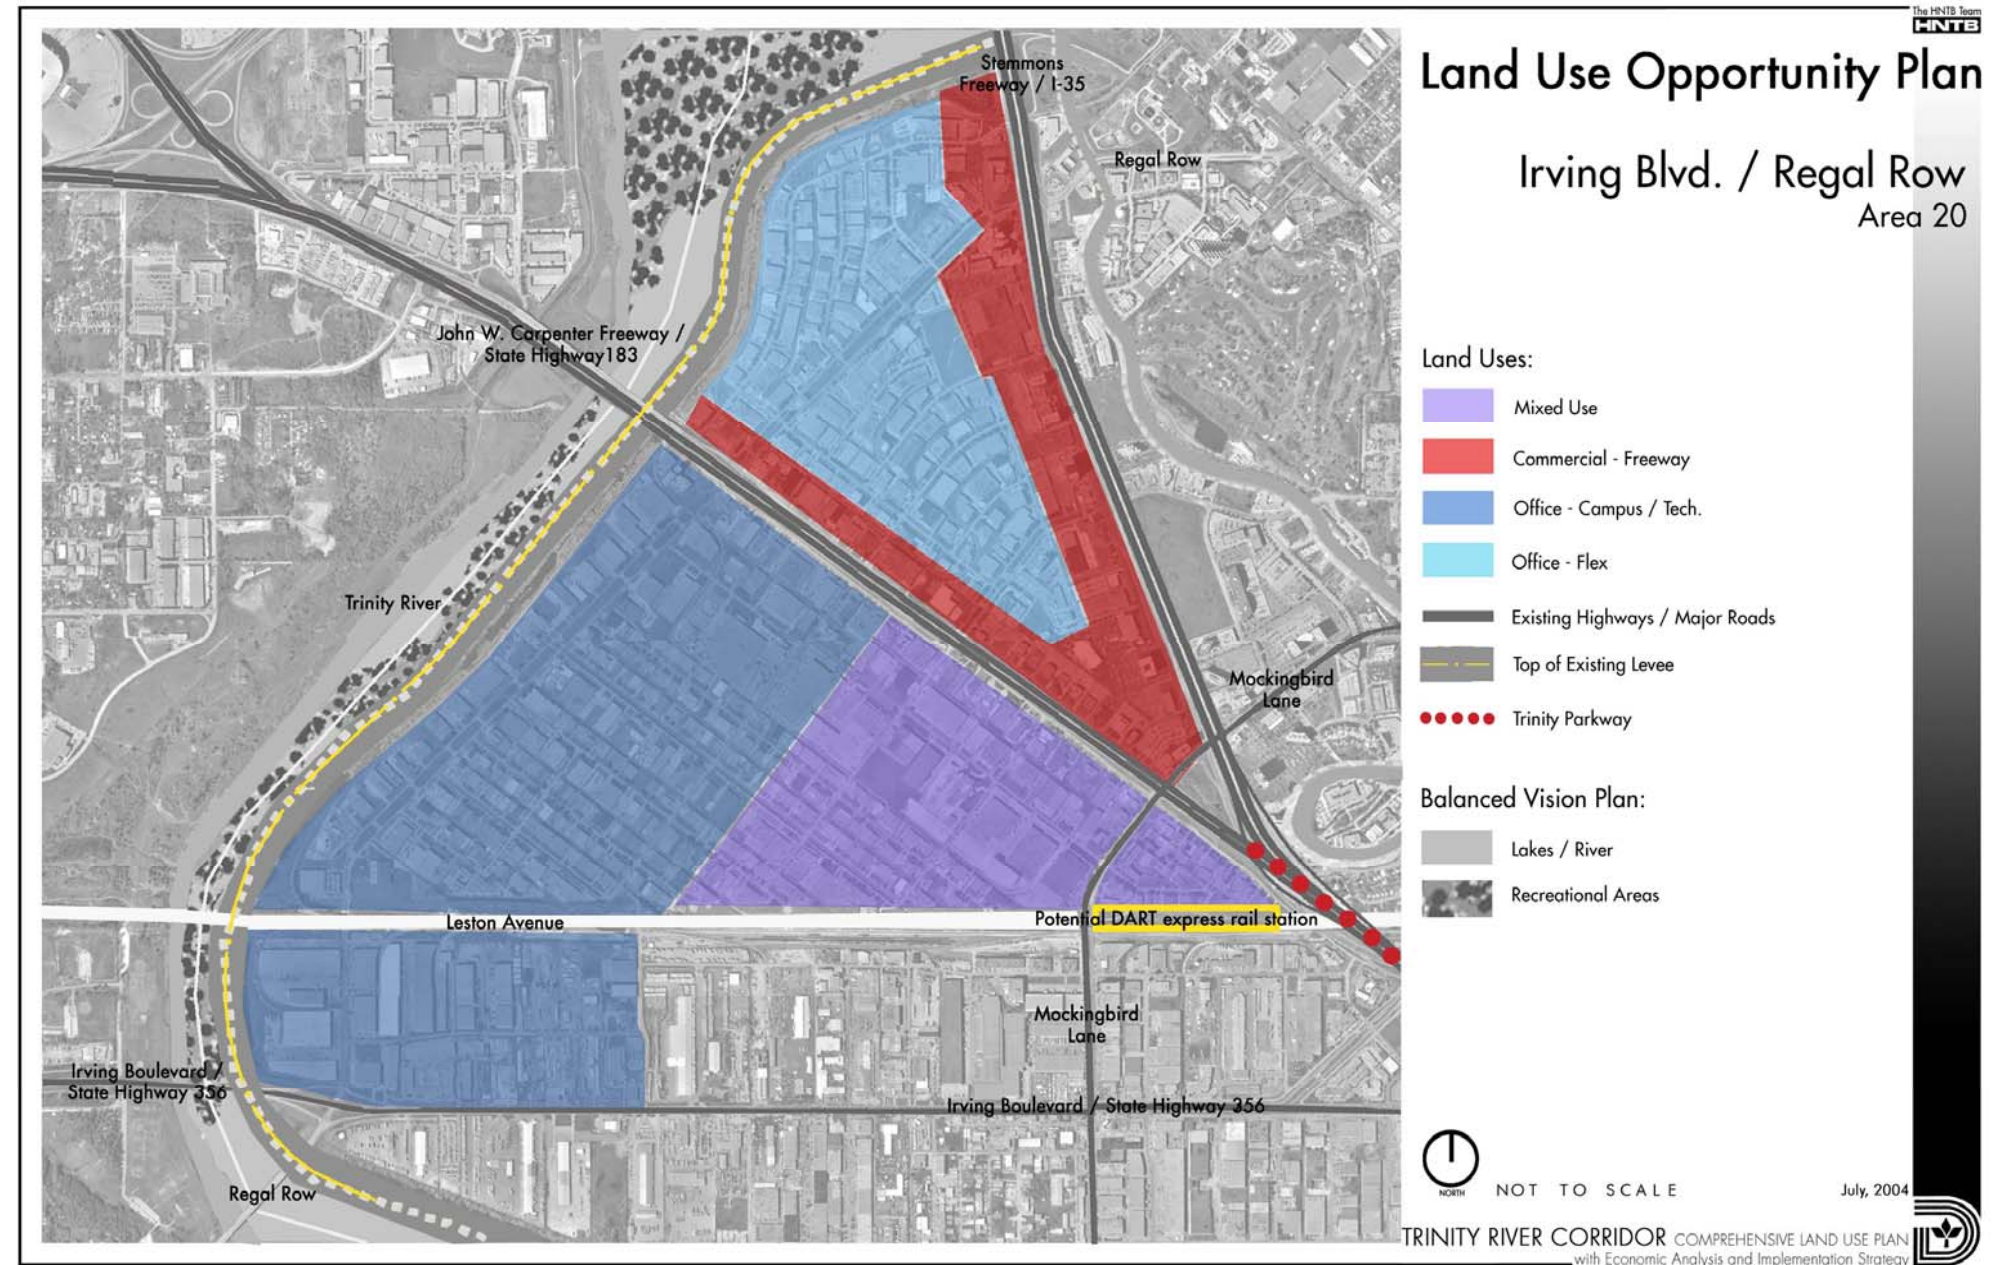 The HNTB Team
HNTB
Land Use Opportunity Plan
Irving Blvd. / Regal Row
Area 20
Stemmons
Freeway / I-35
Regal Row
John W. Carpenter Freeway /
State Highway183
Trinity River
Mockingbird
Lane
Leston Avenue
Potential DART express rail station
Mockingbird
Lane
Irving Boulevard /
State Highway 356
Irving Boulevard / State Highway 356
Regal Row
Land Uses:
Mixed Use
Commercial - Freeway
Office - Campus / Tech.
Office - Flex
Existing Highways / Major Roads
Top of Existing Levee
Trinity Parkway
Balanced Vision Plan:
Lakes / River
Recreational Areas
NORTH
NOT TO SCALE
July, 2004
TRINITY RIVER CORRIDOR COMPREHENSIVE LAND USE PLAN
with Economic Analysis and Implementation Strategy